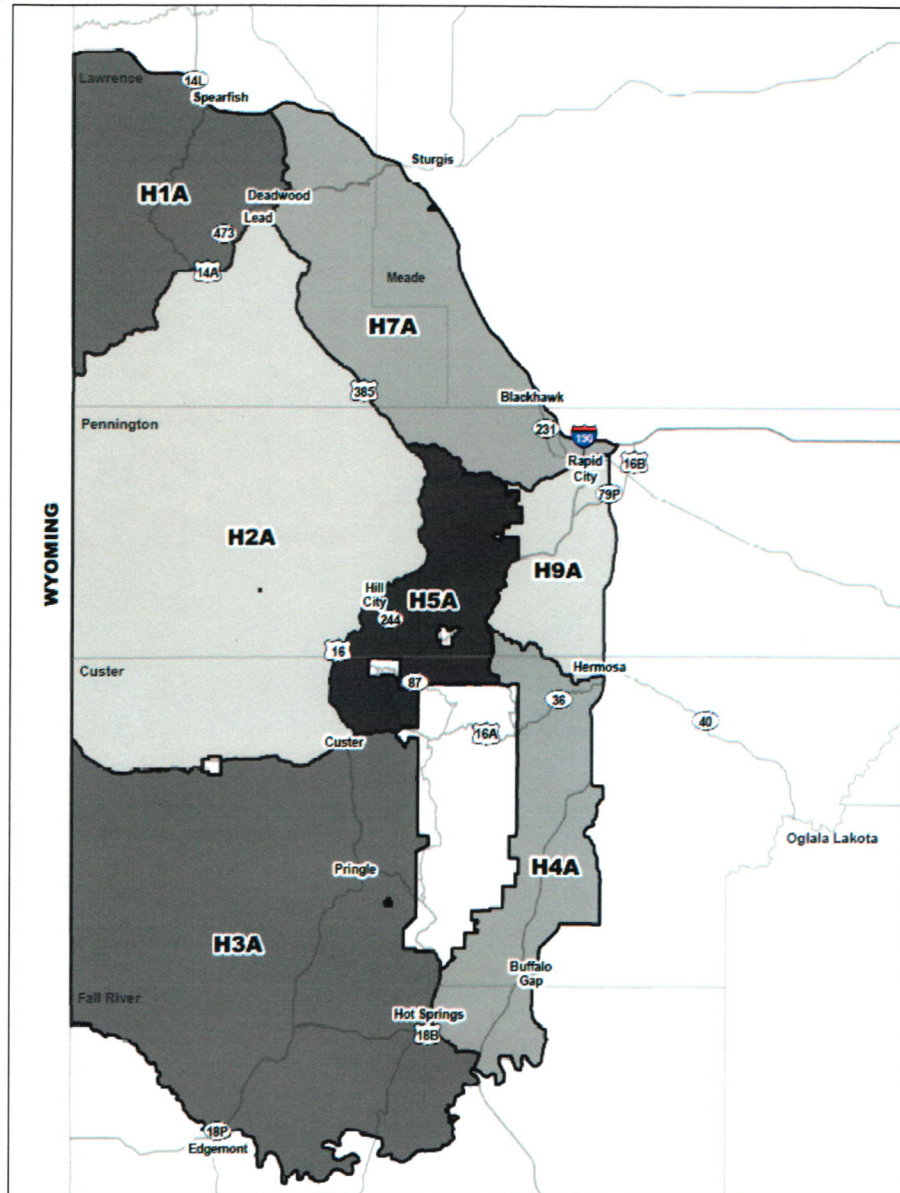 Lawrence
14L
Spearfish
Sturgis
H1A
Deadwood
Lead
473
14A
Meade
H7A
385
Blackhawk
Pennington
231
190
Rapid
City
16B
79P
WYOMING
H2A
H9A
Hill
City
H5A
244
16
Custer
Hermosa
87
36
40
16A
Custer
Oglala Lakota
Pringle
H4A
H3A
Buffalo
Gap
Fall River
Hot Springs
18B
18P
Edgemont